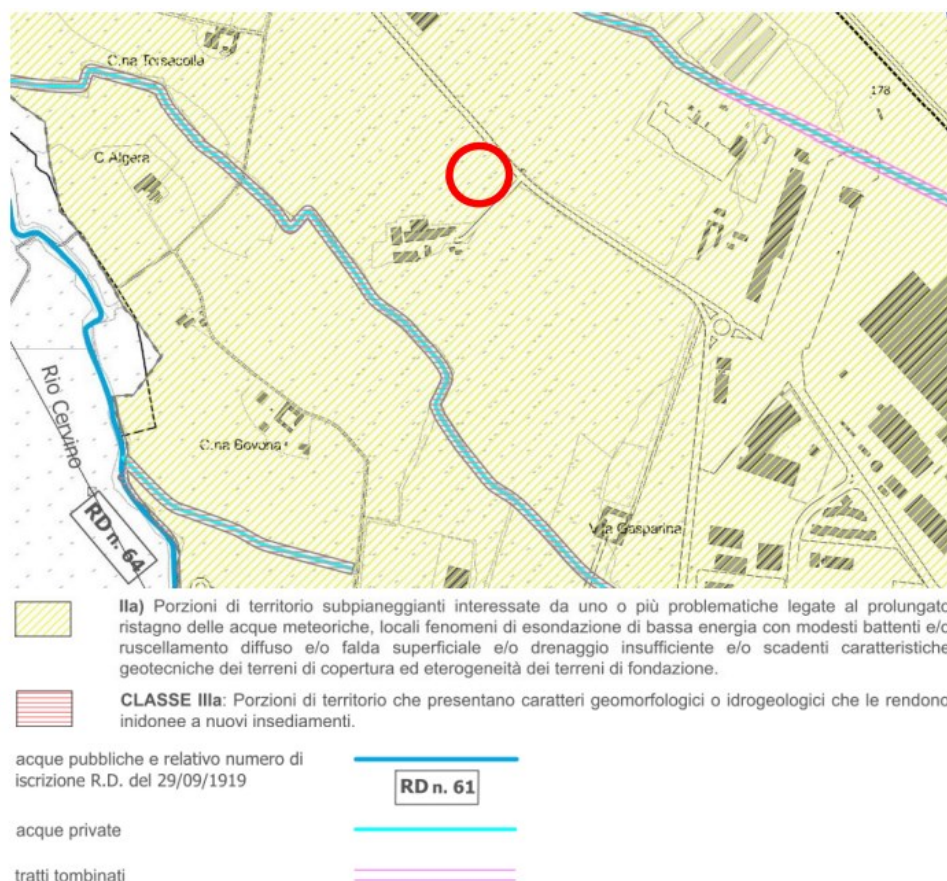 C.na Torsacolla
178
C. Algera
Rio Cervino
C.na Bovona
RD n. 64
Villa Gasparina
IIa) Porzioni di territorio subpianeggianti interessate da uno o più problematiche legate al prolungato
ristagno delle acque meteoriche, locali fenomeni di esondazione di bassa energia con modesti battenti e/o
ruscellamento diffuso e/o falda superficiale e/o drenaggio insufficiente e/o scadenti caratteristiche
geotecniche dei terreni di copertura ed eterogeneità dei terreni di fondazione.
CLASSE IIIa: Porzioni di territorio che presentano caratteri geomorfologici o idrogeologici che le rendono
inidonee a nuovi insediamenti.
acque pubbliche e relativo numero di
iscrizione R.D. del 29/09/1919
RD n. 61
acque private
tratti tombinati